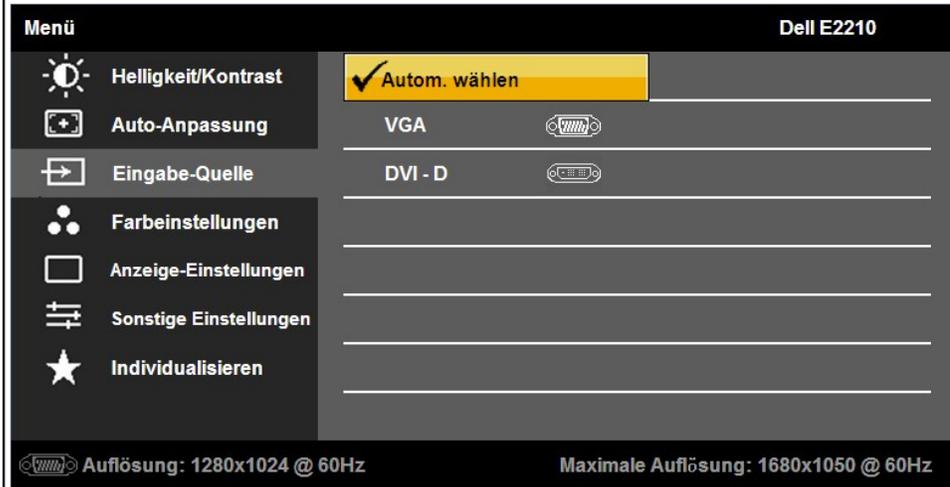 Menü Dell E2210
Helligkeit/Kontrast
Autom. wählen
Auto-Anpassung
VGA
Eingabe-Quelle
DVI - D
Farbeinstellungen
Anzeige-Einstellungen
Sonstige Einstellungen
Individualisieren
Auflösung: 1280x1024 @ 60Hz Maximale Auflösung: 1680x1050 @ 60Hz